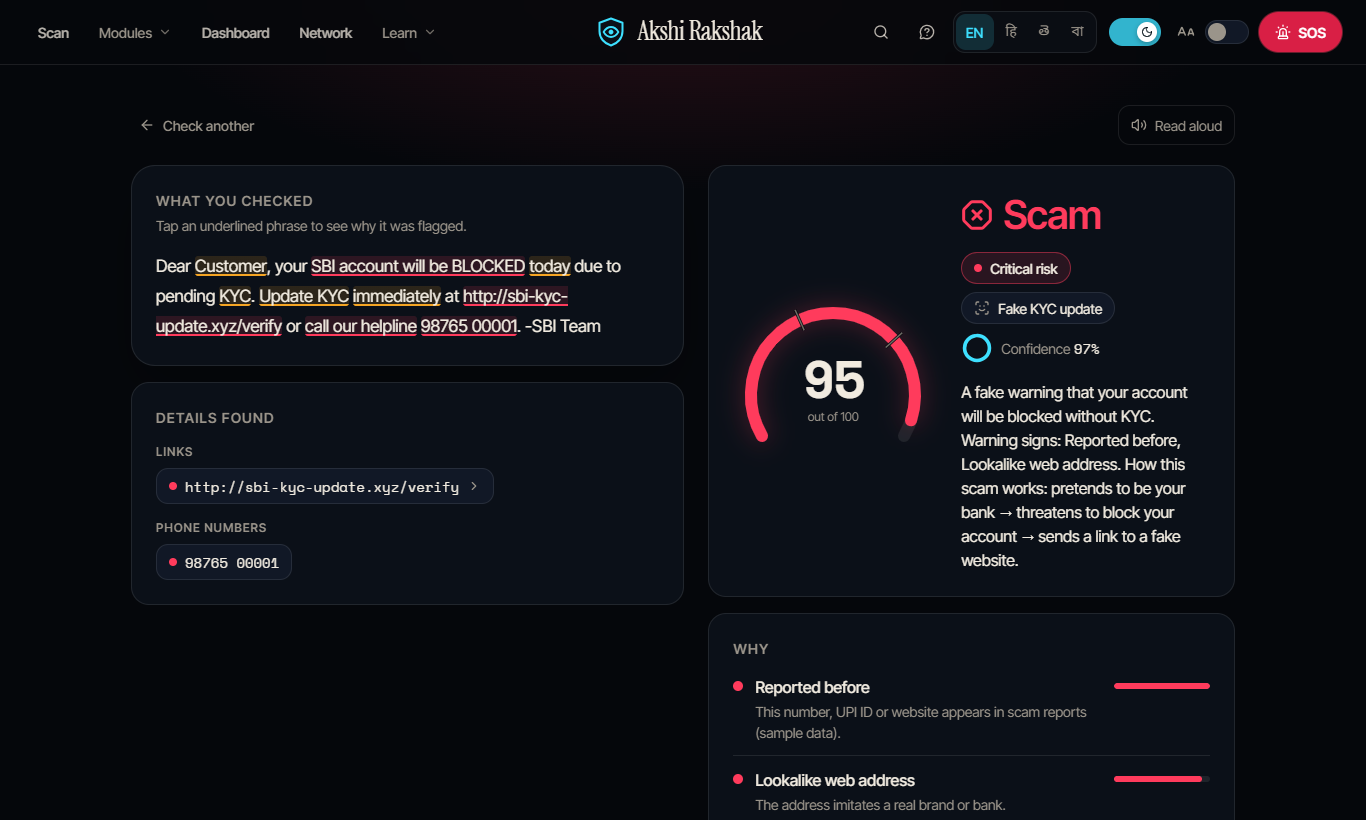 Scan
Modules
Dashboard
Network
Learn
Akshi Rakshak
EN
हि
తె
বা
AA
SOS
Check another
Read aloud
WHAT YOU CHECKED
Tap an underlined phrase to see why it was flagged.
Dear Customer, your SBI account will be BLOCKED today due to
pending KYC. Update KYC immediately at http://sbi-kyc-
update.xyz/verify or call our helpline 98765 00001. -SBI Team
DETAILS FOUND
LINKS
http://sbi-kyc-update.xyz/verify
PHONE NUMBERS
98765 00001
95
out of 100
Scam
Critical risk
Fake KYC update
Confidence 97%
A fake warning that your account
will be blocked without KYC.
Warning signs: Reported before,
Lookalike web address. How this
scam works: pretends to be your
bank → threatens to block your
account → sends a link to a fake
website.
WHY
Reported before
This number, UPI ID or website appears in scam reports
(sample data).
Lookalike web address
The address imitates a real brand or bank.